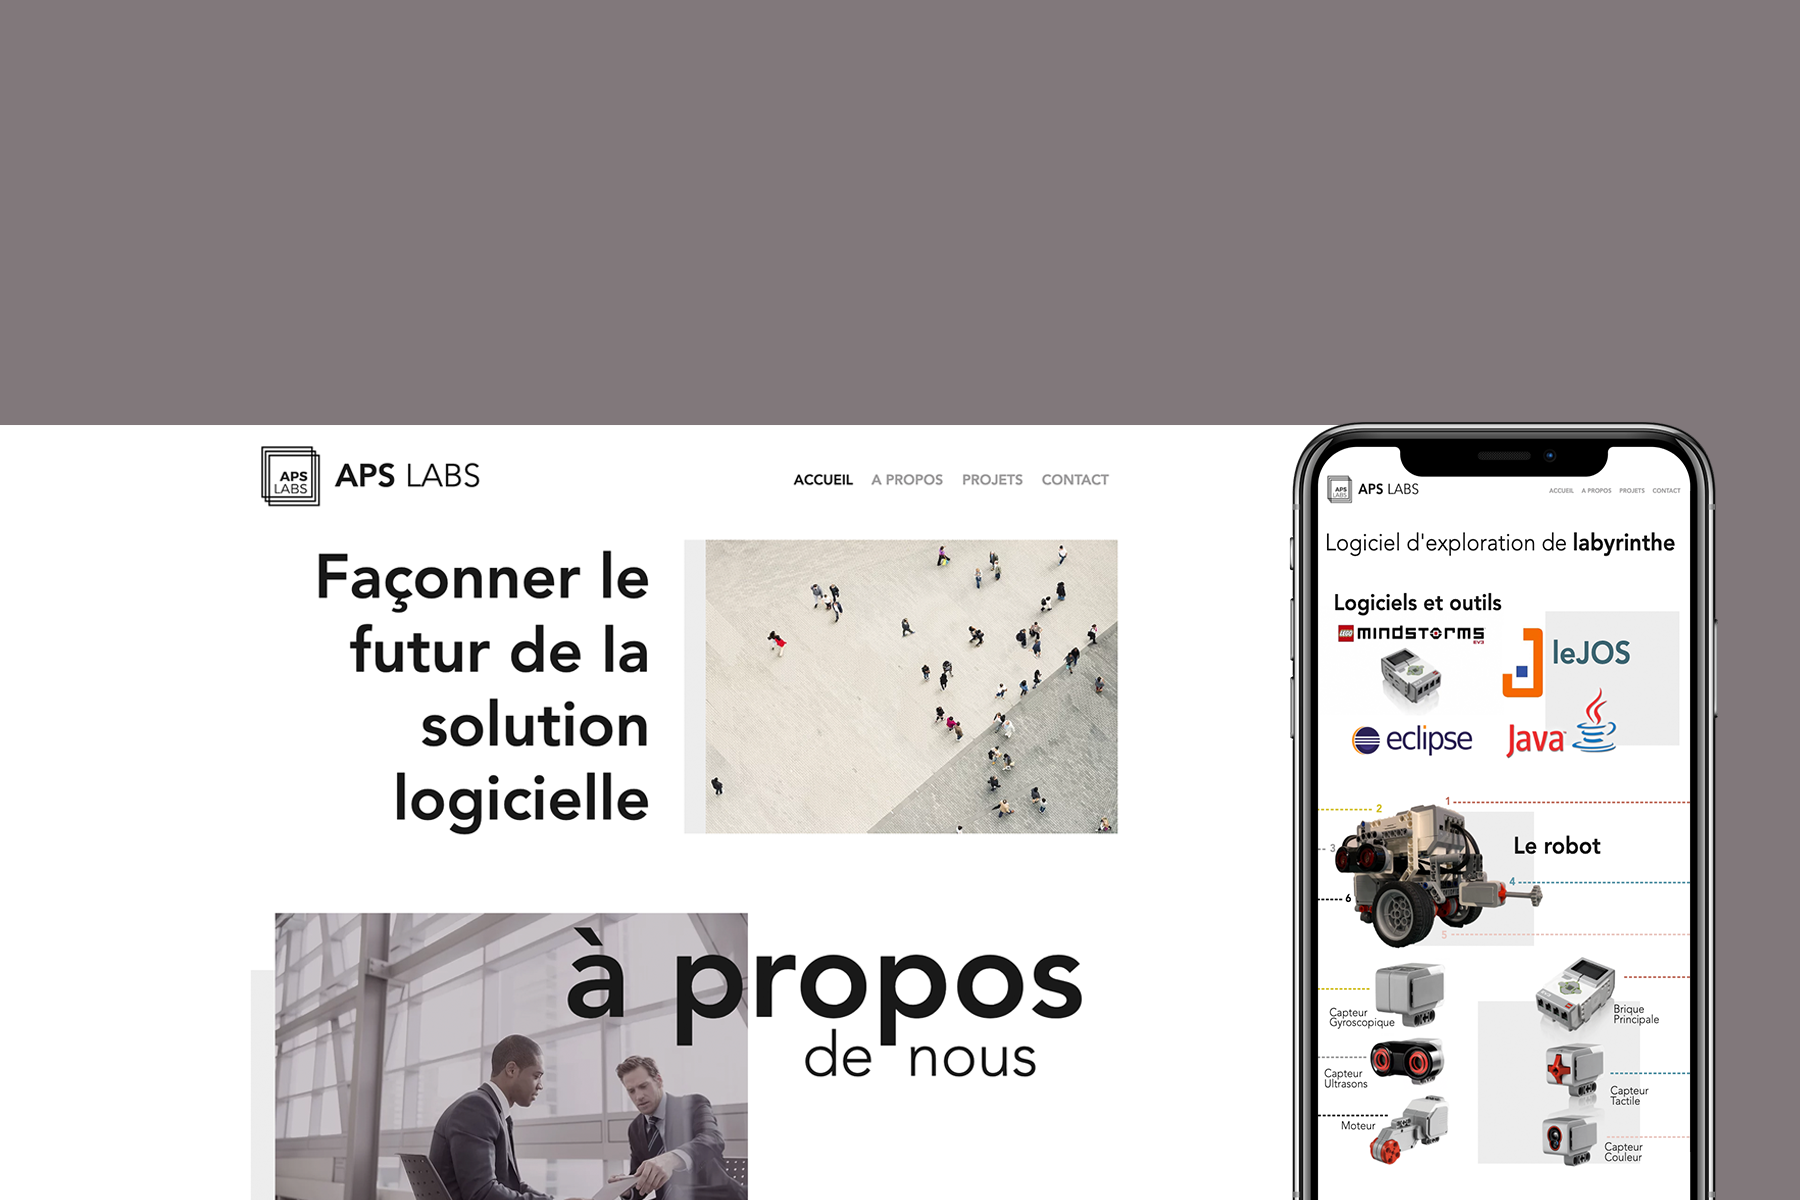 APS
LABS
APS LABS
ACCUEIL A PROPOS PROJETS CONTACT
Façonner le
futur de la
solution
logicielle
à propos
de nous
APS
LABS
APS LABS
ACCUEIL A PROPOS PROJETS CONTACT
Logiciel d'exploration de labyrinthe
Logiciels et outils
LEGO mindstorms
EV3
leJOS
eclipse
Java
1
2
3
Le robot
4
6
5
Capteur
Gyroscopique
Brique
Principale
Capteur
Ultrasons
Capteur
Tactile
Moteur
Capteur
Couleur